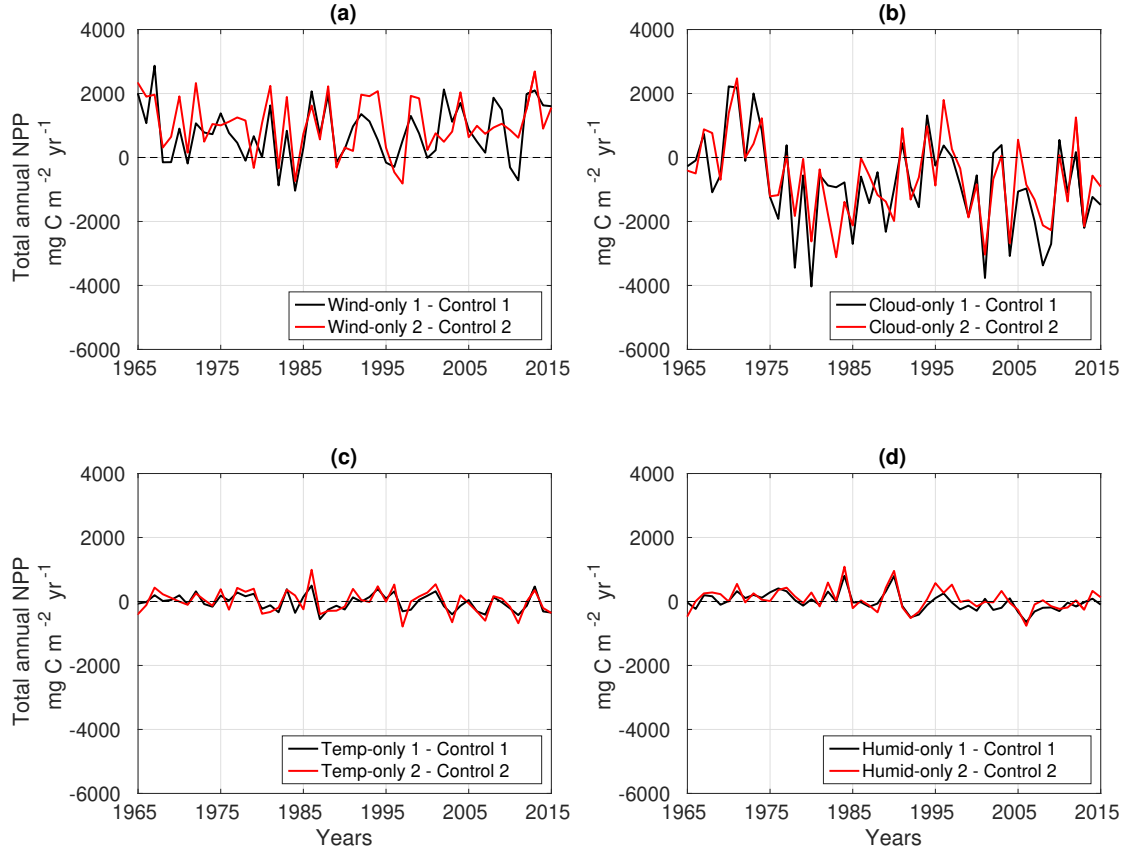 (a)
(b)
4000
2000
0
-2000
-4000
-6000
Total annual NPP
mg C m -2 yr-1
Wind-only 1 - Control 1
Wind-only 2 - Control 2
1965 1975 1985 1995 2005 2015
4000
2000
0
-2000
-4000
-6000
mg C m -2 yr-1
Cloud-only 1 - Control 1
Cloud-only 2 - Control 2
1965 1975 1985 1995 2005 2015
(c)
(d)
4000
2000
0
-2000
-4000
-6000
Total annual NPP
mg C m -2 yr-1
Temp-only 1 - Control 1
Temp-only 2 - Control 2
1965 1975 1985 1995 2005 2015
Years
4000
2000
0
-2000
-4000
-6000
mg C m -2 yr-1
Humid-only 1 - Control 1
Humid-only 2 - Control 2
1965 1975 1985 1995 2005 2015
Years